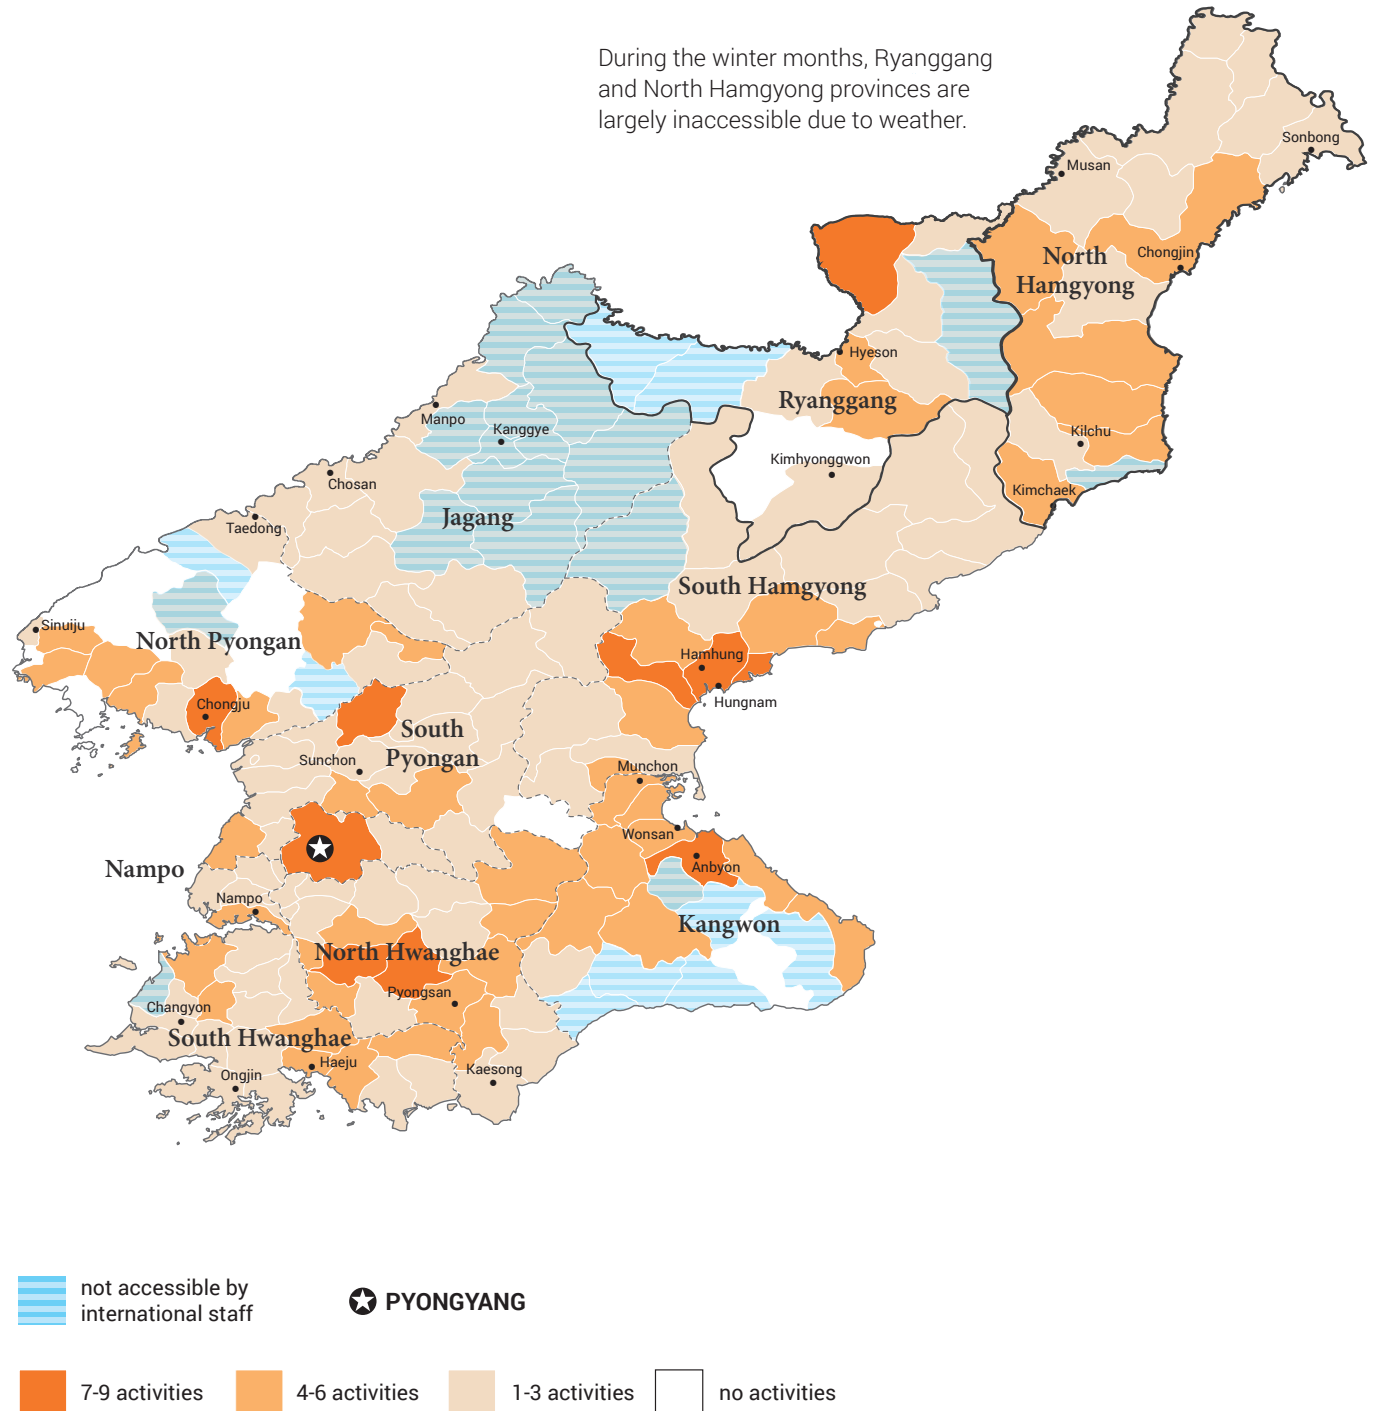 During the winter months, Ryanggang
and North Hamgyong provinces are
largely inaccessible due to weather.
Sonbong
Musan
North
Hamgyong
Chongjin
Hyeson
Ryanggang
Manpo
Kanggye
Kilchu
Kimhyonggwon
Chosan
Kimchaek
Jagang
Taedong
South Hamgyong
Sinuiju
North Pyongan
Hamhung
Chongju
Hungnam
South
Pyongan
Sunchon
Munchon
Wonsan
Nampo
Anbyon
Nampo
Kangwon
North Hwanghae
Pyongsan
Changyon
South Hwanghae
Haeju
Ongjin
Kaesong
not accessible by
international staff
PYONGYANG
7-9 activities
4-6 activities
1-3 activities
no activities